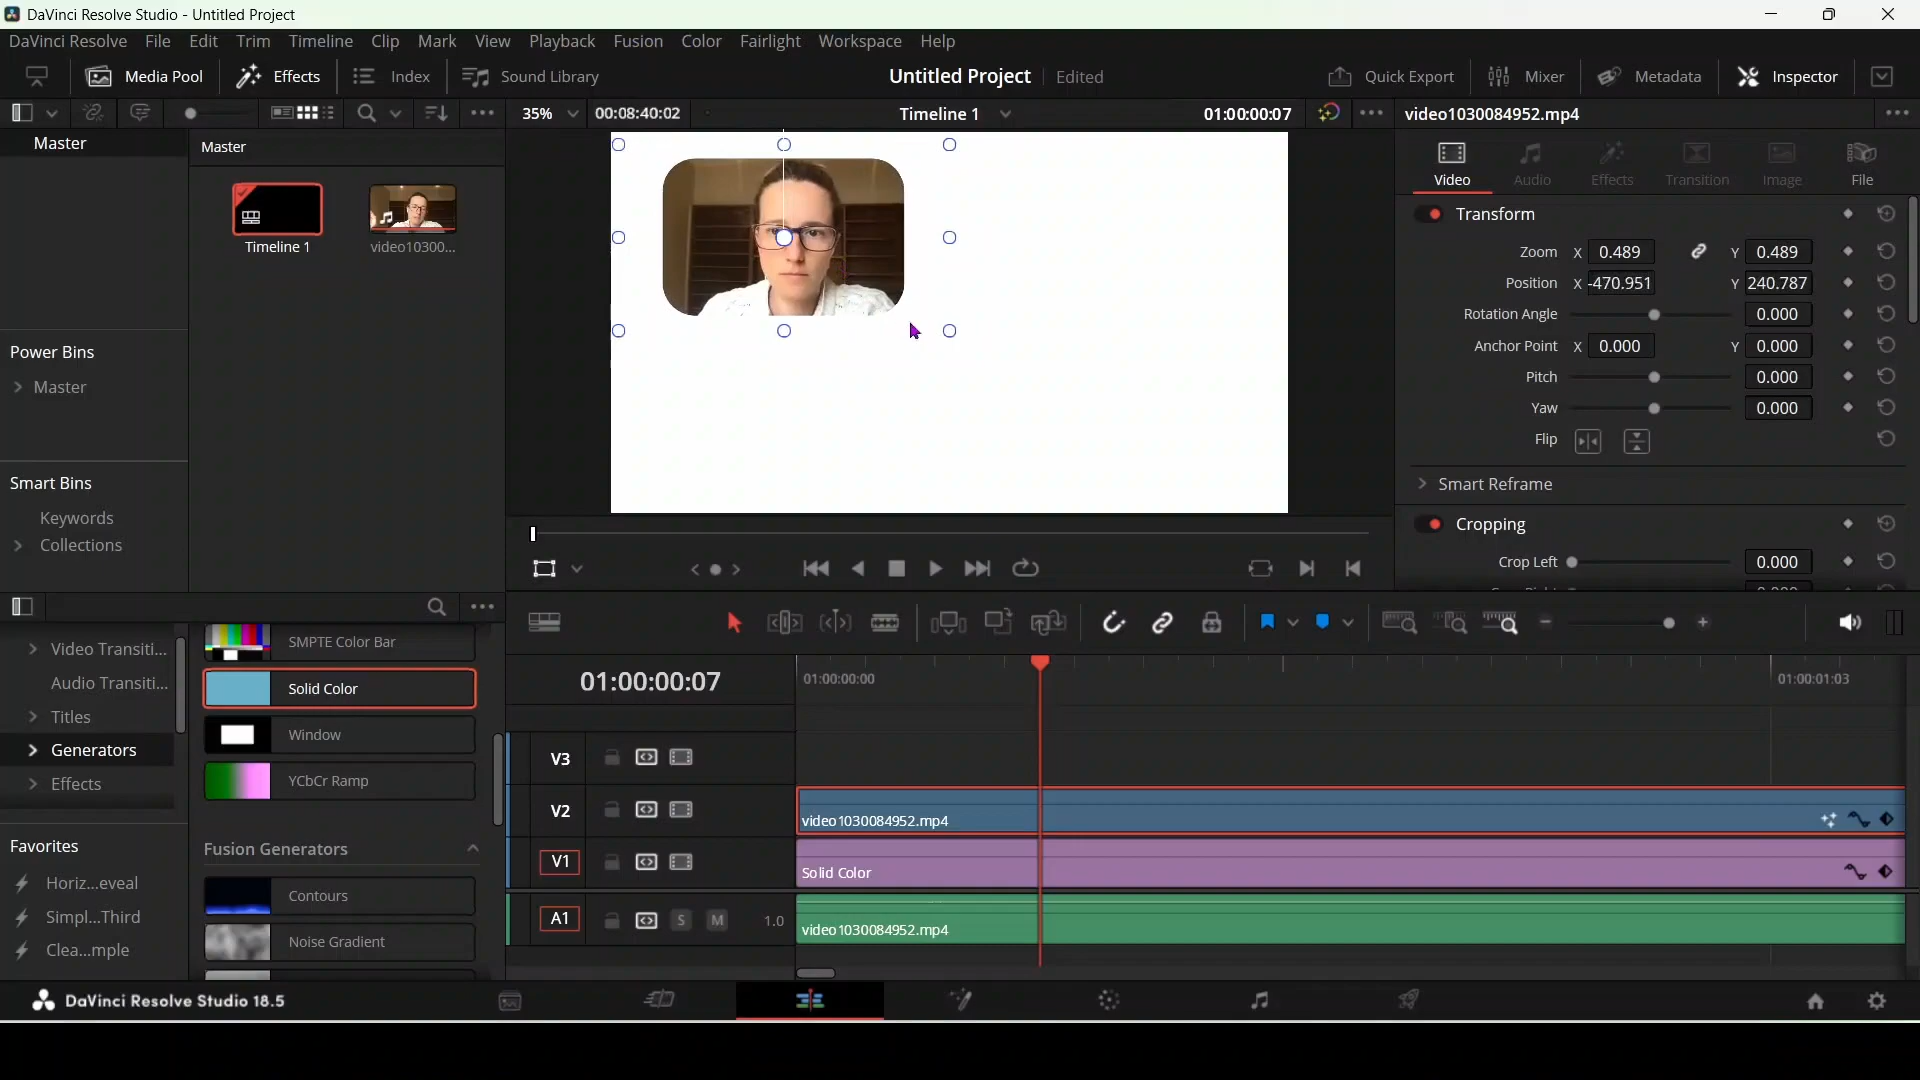 DaVinci Resolve Studio - Untitled Project
DaVinci Resolve File Edit Trim Timeline Clip Mark View Playback Fusion Color Fairlight Workspace Help
Media Pool Effects Index Sound Library Untitled Project Edited Quick Export Mixer Metadata Inspector
35% 00:08:40:02 Timeline 1 01:00:00:07 video1030084952.mp4
Master
Master
Timeline 1
video10300...
Power Bins
Master
Smart Bins
Keywords
Collections
Video Audio Effects Transition Image File
Transform
Zoom X 0.489 Y 0.489
Position X -470.951 Y 240.787
Rotation Angle 0.000
Anchor Point X 0.000 Y 0.000
Pitch 0.000
Yaw 0.000
Flip
Smart Reframe
Cropping
Crop Left 0.000
Video Transiti...
Audio Transiti...
Titles
Generators
Effects
Favorites
Horiz...eveal
Simpl...Third
Clea...mple
SMPTE Color Bar
Solid Color
Window
YCbCr Ramp
Fusion Generators
Contours
Noise Gradient
01:00:00:07 01:00:00:00 01:00:01:03
V3
V2 video1030084952.mp4
V1 Solid Color
A1 S M 1.0 video1030084952.mp4
DaVinci Resolve Studio 18.5